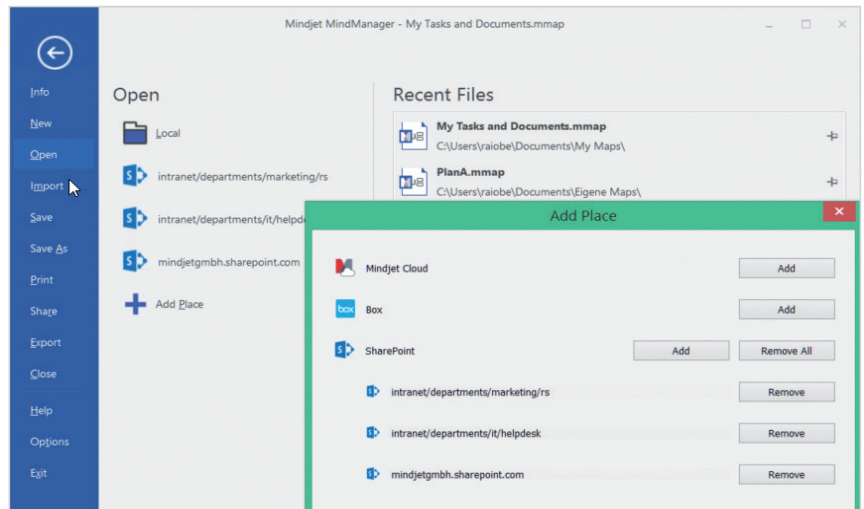 Mindjet MindManager - My Tasks and Documents.mmap
Info
New
Open
Import
Save
Save As
Print
Share
Export
Close
Help
Options
Exit
Open
Local
intranet/departments/marketing/rs
intranet/departments/it/helpde
mindjetgmbh.sharepoint.com
Add Place
Recent Files
My Tasks and Documents.mmap
C:\Users\raiobe\Documents\My Maps\
PlanA.mmap
C:\Users\raiobe\Documents\Eigene Maps\
Add Place
Mindjet Cloud Add
box Box Add
SharePoint Add Remove All
intranet/departments/marketing/rs Remove
intranet/departments/it/helpdesk Remove
mindjetgmbh.sharepoint.com Remove